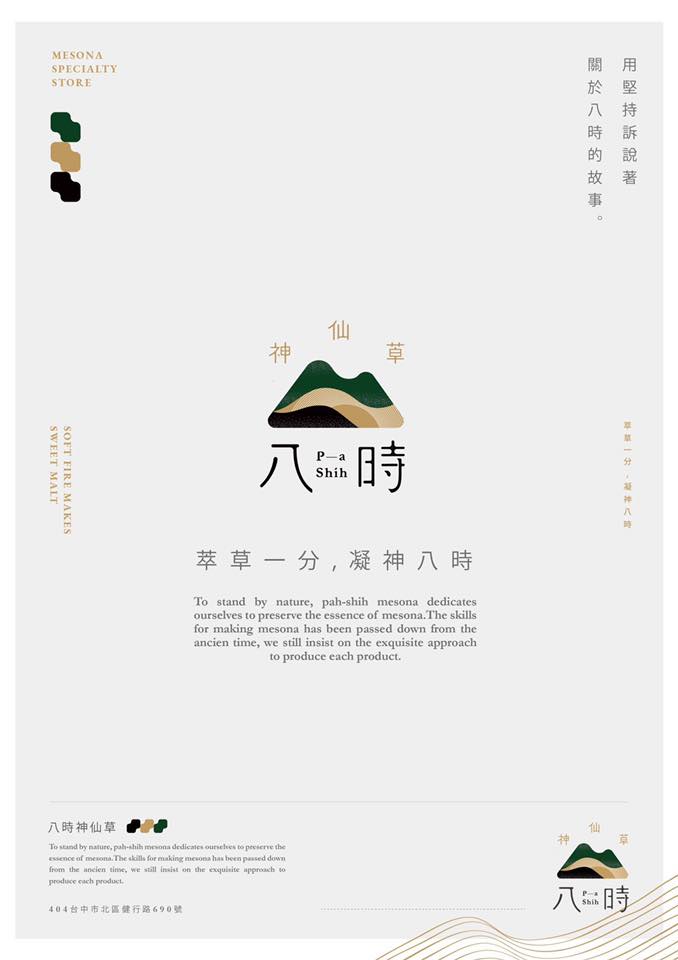 MESONA
SPECIALTY
STORE
用堅持訴說著
關於八時的故事。
神仙草
八時
P—a
Shih
SOFT FIRE MAKES
SWEET MALT
萃草一分,凝神八時
萃草一分,凝神八時
To stand by nature, pah-shih mesona dedicates
ourselves to preserve the essence of mesona.The skills
for making mesona has been passed down from the
ancien time, we still insist on the exquisite approach
to produce each product.
八時神仙草
To stand by nature, pah-shih mesona dedicates ourselves to preserve the
essence of mesona.The skills for making mesona has been passed down
from the ancien time, we still insist on the exquisite approach to
produce each product.
404台中市北區健行路690號
神仙草
八時
P—a
Shih